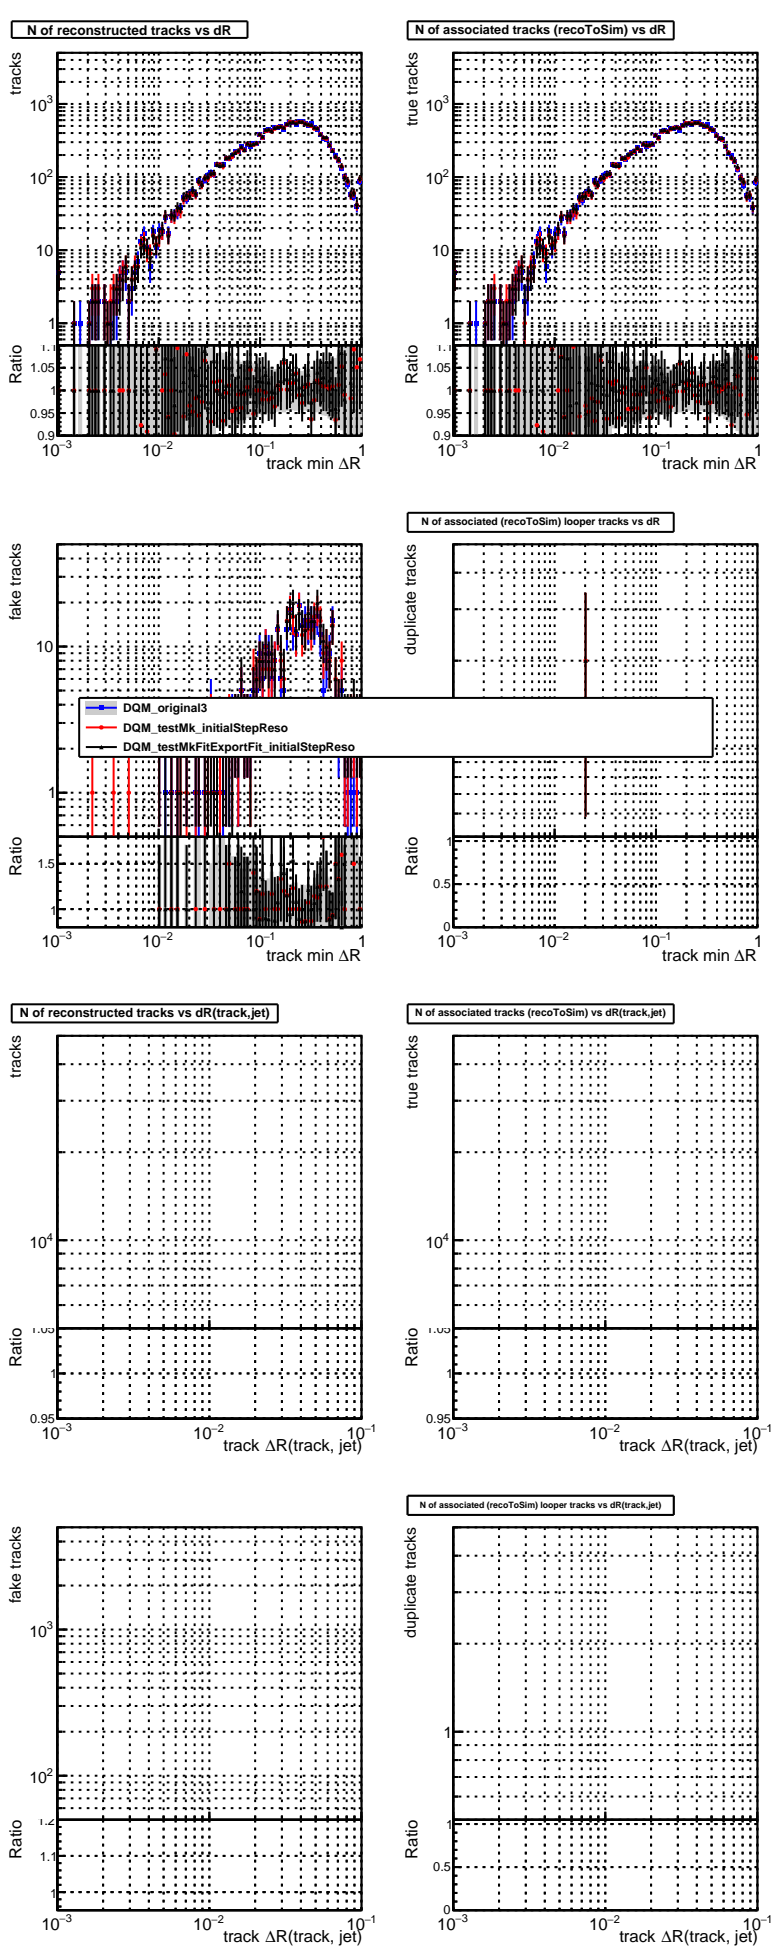 N of reconstructed tracks vs dR
N of associated tracks (recoToSim) vs dR
tracks
10³
10²
10
1
Ratio
1.1
1.05
1
0.95
0.9
10⁻³
10⁻²
10⁻¹
1
track min ΔR
true tracks
10³
10²
10
1
Ratio
1.1
1.05
1
0.95
0.9
10⁻³
10⁻²
10⁻¹
1
track min ΔR
N of associated (recoToSim) looper tracks vs dR
fake tracks
10
1
Ratio
1.5
1
10⁻³
10⁻²
10⁻¹
1
track min ΔR
duplicate tracks
Ratio
1
0.5
0
10⁻³
10⁻²
10⁻¹
1
track min ΔR
DQM_original3
DQM_testMk_initialStepReso
DQM_testMkFitExportFit_initialStepReso
N of reconstructed tracks vs dR(track,jet)
N of associated tracks (recoToSim) vs dR(track,jet)
tracks
10⁴
Ratio
1.05
1
0.95
10⁻³
10⁻²
10⁻¹
track ΔR(track, jet)
true tracks
10⁴
Ratio
1.05
1
0.95
10⁻³
10⁻²
10⁻¹
track ΔR(track, jet)
N of associated (recoToSim) looper tracks vs dR(track,jet)
fake tracks
10³
10²
Ratio
1.2
1.1
1
10⁻³
10⁻²
10⁻¹
track ΔR(track, jet)
duplicate tracks
1
Ratio
1
0.5
0
10⁻³
10⁻²
10⁻¹
track ΔR(track, jet)